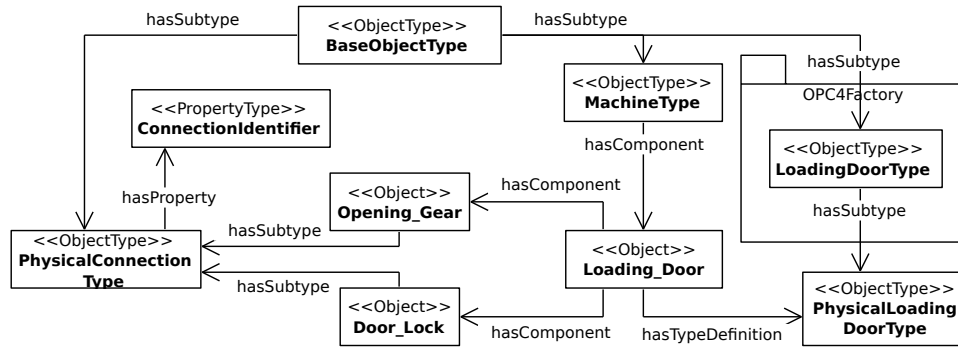 hasSubtype
<<ObjectType>>
BaseObjectType
hasSubtype
<<ObjectType>>
MachineType
hasSubtype
OPC4Factory
<<PropertyType>>
ConnectionIdentifier
hasComponent
<<ObjectType>>
LoadingDoorType
hasProperty
<<Object>>
Opening_Gear
hasComponent
hasSubtype
hasSubtype
<<ObjectType>>
PhysicalConnection
Type
<<Object>>
Loading_Door
hasSubtype
<<Object>>
Door_Lock
hasComponent
hasTypeDefinition
<<ObjectType>>
PhysicalLoading
DoorType